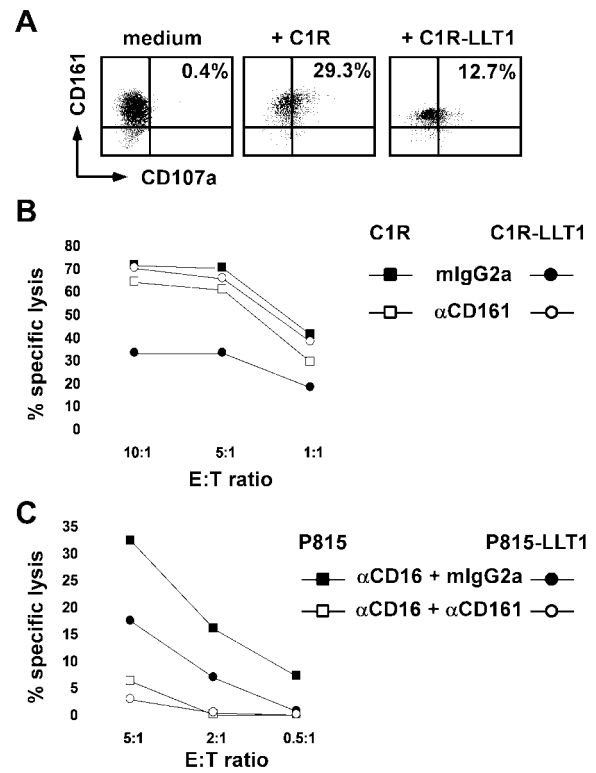 A
medium
+ C1R
+ C1R-LLT1
0.4%
29.3%
12.7%
CD161
CD107a
B
C1R
C1R-LLT1
mIgG2a
αCD161
% specific lysis
80
70
60
50
40
30
20
10
0
10:1
5:1
1:1
E:T ratio
C
P815
P815-LLT1
αCD16 + mIgG2a
αCD16 + αCD161
% specific lysis
35
30
25
20
15
10
5
0
5:1
2:1
0.5:1
E:T ratio